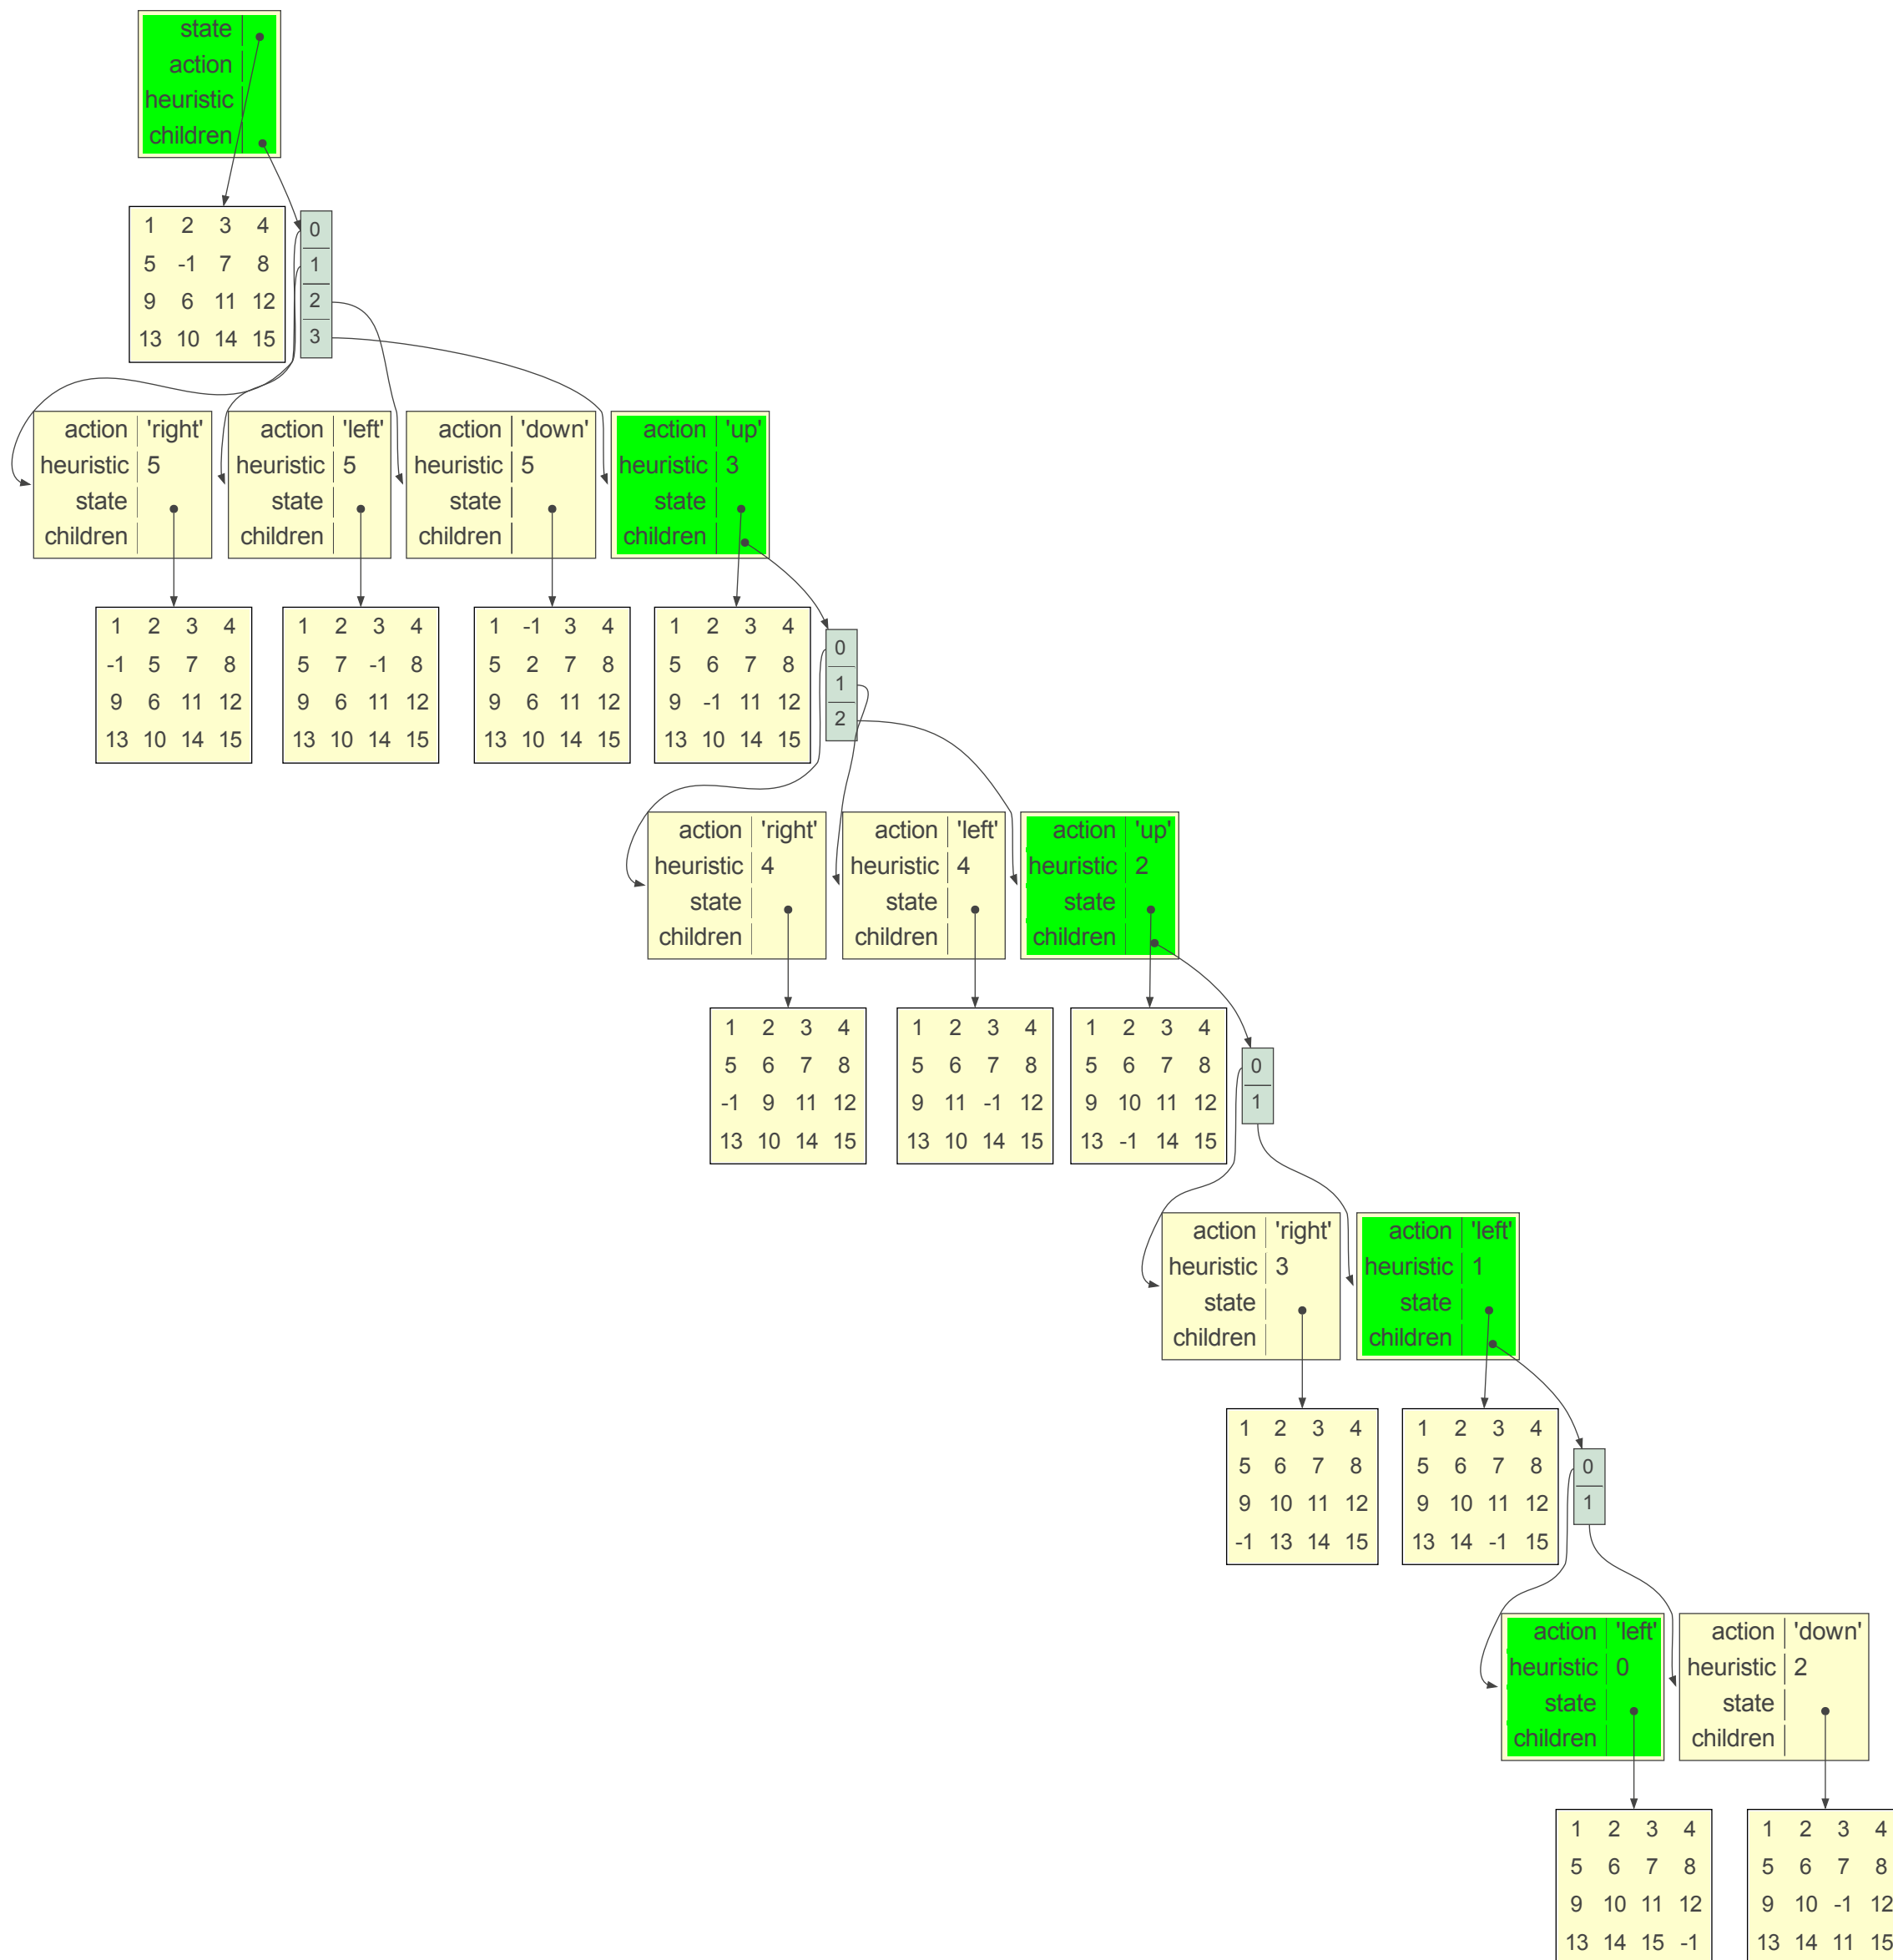 state
action
heuristic
children
1 2 3 4
5 -1 7 8
9 6 11 12
13 10 14 15
0
1
2
3
action 'right'
heuristic 5
state
children
action 'left'
heuristic 5
state
children
action 'down'
heuristic 5
state
children
action 'up'
heuristic 3
state
children
1 2 3 4
-1 5 7 8
9 6 11 12
13 10 14 15
1 2 3 4
5 7 -1 8
9 6 11 12
13 10 14 15
1 -1 3 4
5 2 7 8
9 6 11 12
13 10 14 15
1 2 3 4
5 6 7 8
9 -1 11 12
13 10 14 15
0
1
2
action 'right'
heuristic 4
state
children
action 'left'
heuristic 4
state
children
action 'up'
heuristic 2
state
children
1 2 3 4
5 6 7 8
-1 9 11 12
13 10 14 15
1 2 3 4
5 6 7 8
9 11 -1 12
13 10 14 15
1 2 3 4
5 6 7 8
9 10 11 12
13 -1 14 15
0
1
action 'right'
heuristic 3
state
children
action 'left'
heuristic 1
state
children
1 2 3 4
5 6 7 8
9 10 11 12
-1 13 14 15
1 2 3 4
5 6 7 8
9 10 11 12
13 14 -1 15
0
1
action 'left'
heuristic 0
state
children
action 'down'
heuristic 2
state
children
1 2 3 4
5 6 7 8
9 10 11 12
13 14 15 -1
1 2 3 4
5 6 7 8
9 10 -1 12
13 14 11 15